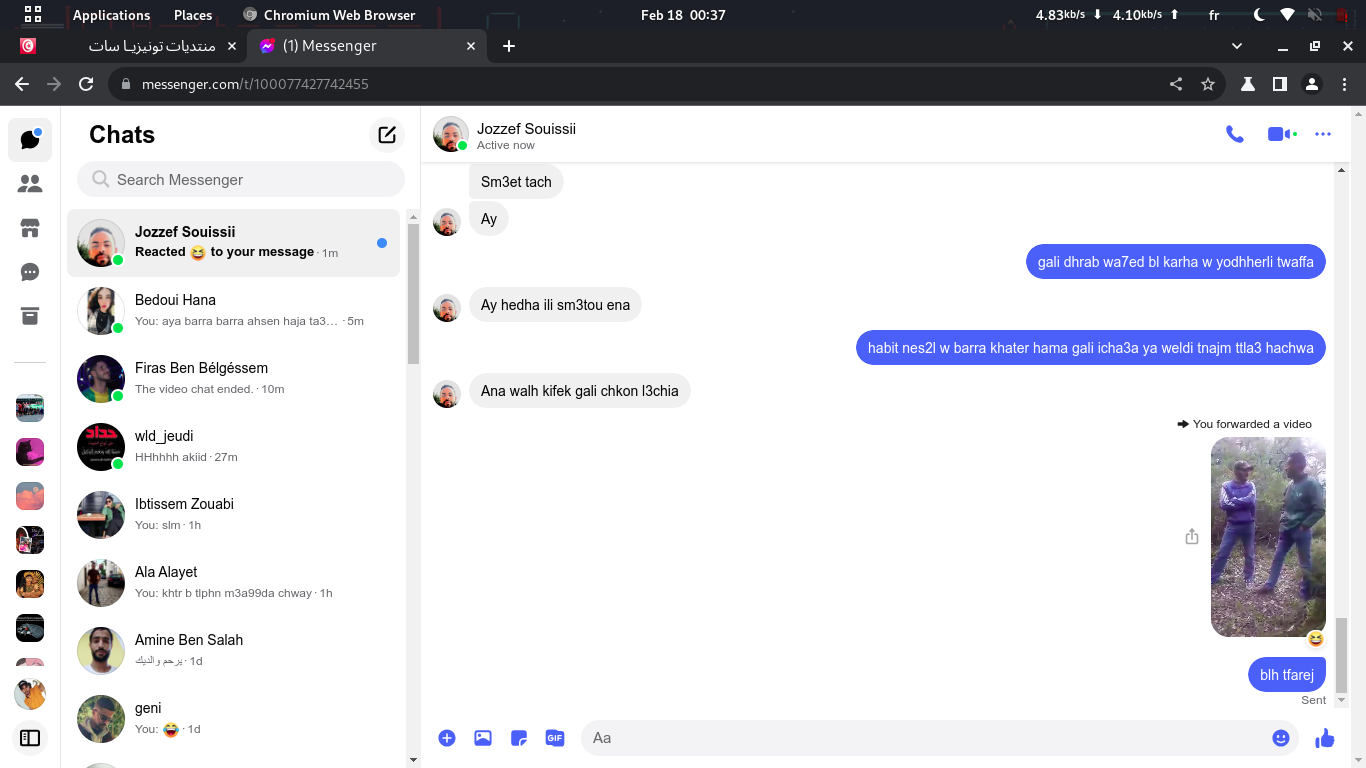 Applications Places Chromium Web Browser Feb 18 00:37 4.83kb/s ⬇ 4.10kb/s ⬆ fr
منتديات تونيزيـا سات
(1) Messenger
messenger.com/t/100077427742455
Chats
Search Messenger
Jozzef Souissii
Reacted 😆 to your message · 1m
Bedoui Hana
You: aya barra barra ahsen haja ta3... · 5m
Firas Ben Bélgéssem
The video chat ended. · 10m
wld_jeudi
HHhhhh akiid · 27m
Ibtissem Zouabi
You: slm · 1h
Ala Alayet
You: khtr b tlphn m3a99da chway · 1h
Amine Ben Salah
يرحم والديك · 1d
geni
You: 😂 · 1d
Jozzef Souissii
Active now
Sm3et tach
Ay
gali dhrab wa7ed bl karha w yodhherli twaffa
Ay hedha ili sm3tou ena
habit nes2l w barra khater hama gali icha3a ya weldi tnajm ttla3 hachwa
Ana walh kifek gali chkon l3chia
You forwarded a video
😆
blh tfarej
Sent
GIF
Aa